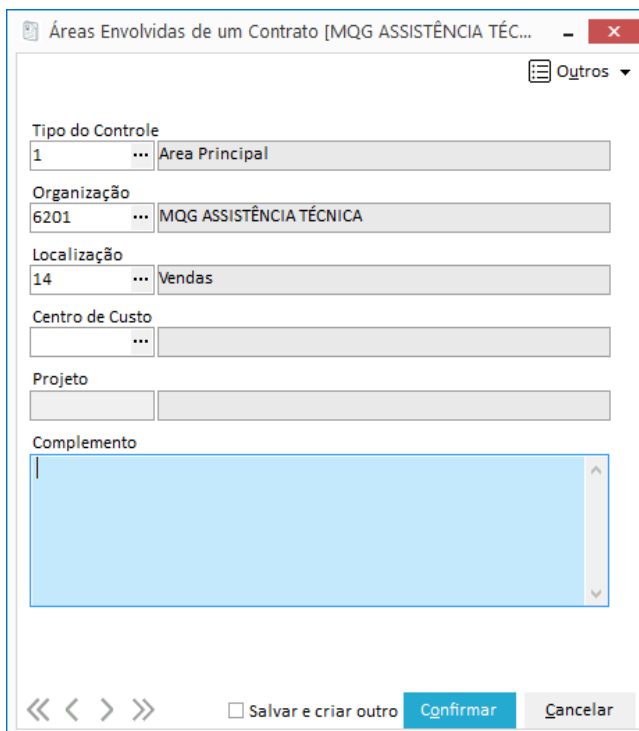 Áreas Envolvidas de um Contrato [MQG ASSISTÊNCIA TÉC...
Outros
Tipo do Controle
1 ... Area Principal
Organização
6201 ... MQG ASSISTÊNCIA TÉCNICA
Localização
14 ... Vendas
Centro de Custo
...
Projeto
Complemento
Salvar e criar outro Confirmar Cancelar